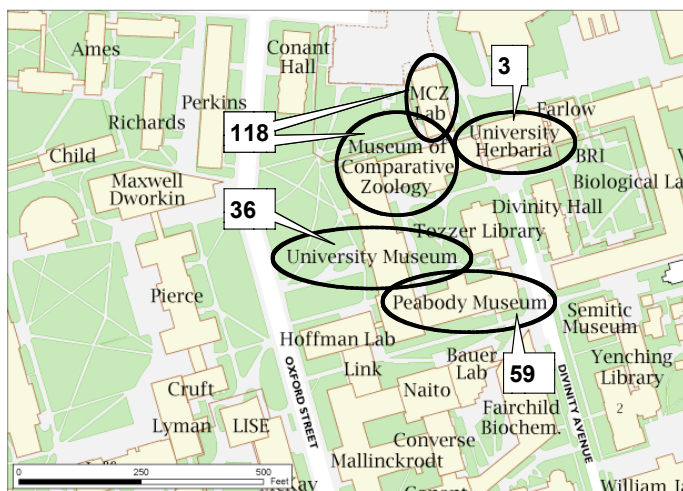 Ames
Conant
Hall
3
MCZ
Lab
Perkins
Farlow
Richards
118
University
Herbaria
Museum of
Comparative
Zoology
Child
BRI
Maxwell
Dworkin
Biological La
36
Divinity Hall
Tozzer Library
University Museum
Pierce
Peabody Museum
Semitic
Museum
Hoffman Lab
Link
Bauer
Lab
59
Yenching
Library
OXFORD STREET
DIVINITY AVENUE
Cruft
Naito
Lyman
LISE
Fairchild
Biochem.
2
Converse
Mallinckrodt
0 250 500
Feet
McKay
Conant
William Ja